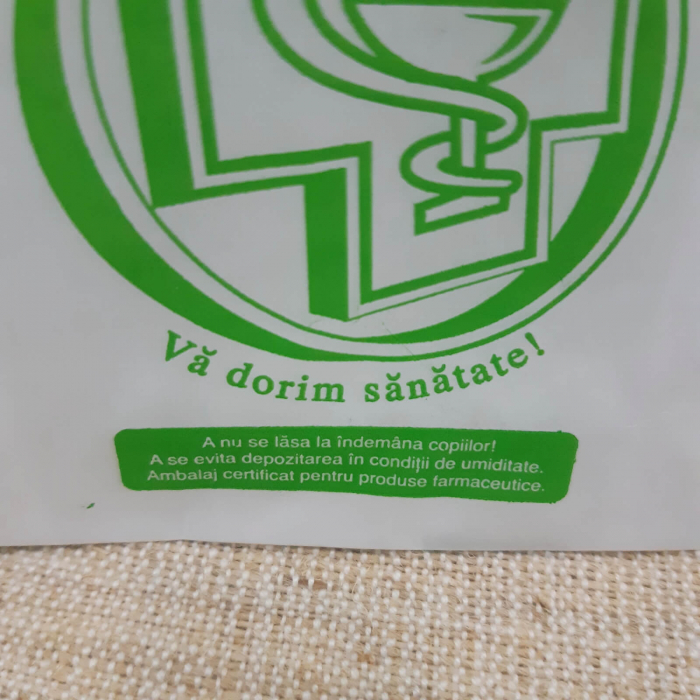 Vă dorim sănătate!
A nu se lăsa la îndemâna copiilor!
A se evita depozitarea în condiții de umiditate.
Ambalaj certificat pentru produse farmaceutice.